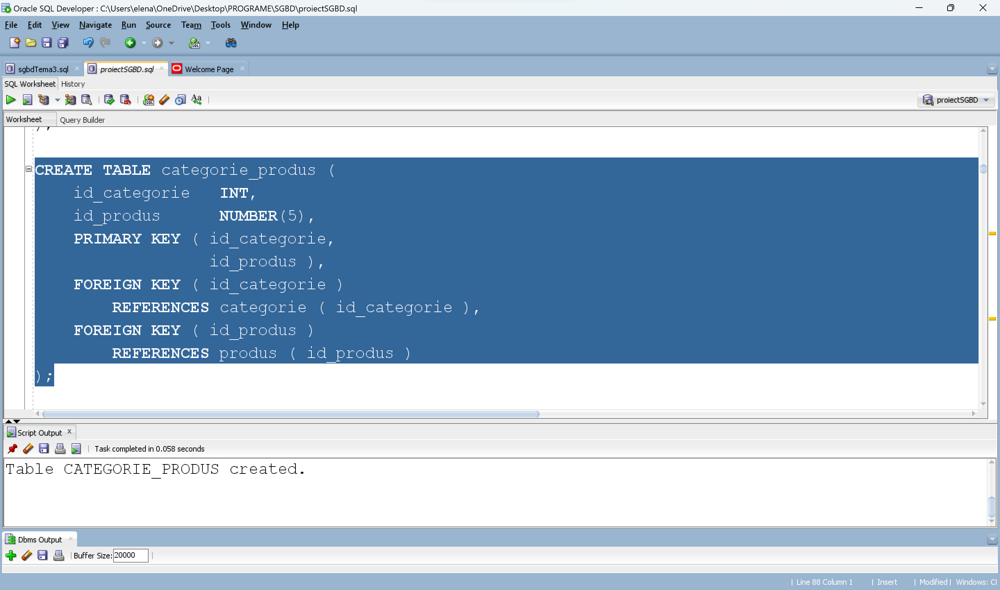 Oracle SQL Developer : C:\Users\elena\OneDrive\Desktop\PROGRAME\SGBD\proiectSGBD.sql
File Edit View Navigate Run Source Team Tools Window Help
sgbdTema3.sql proiectSGBD.sql Welcome Page
SQL Worksheet History
proiectSGBD
Worksheet Query Builder
);
CREATE TABLE categorie_produs (
id_categorie INT,
id_produs NUMBER(5),
PRIMARY KEY ( id_categorie,
id_produs ),
FOREIGN KEY ( id_categorie )
REFERENCES categorie ( id_categorie ),
FOREIGN KEY ( id_produs )
REFERENCES produs ( id_produs )
);
Script Output
Task completed in 0.058 seconds
Table CATEGORIE_PRODUS created.
Dbms Output
Buffer Size: 20000
| Line 88 Column 1 | Insert | Modified | Windows: Cl